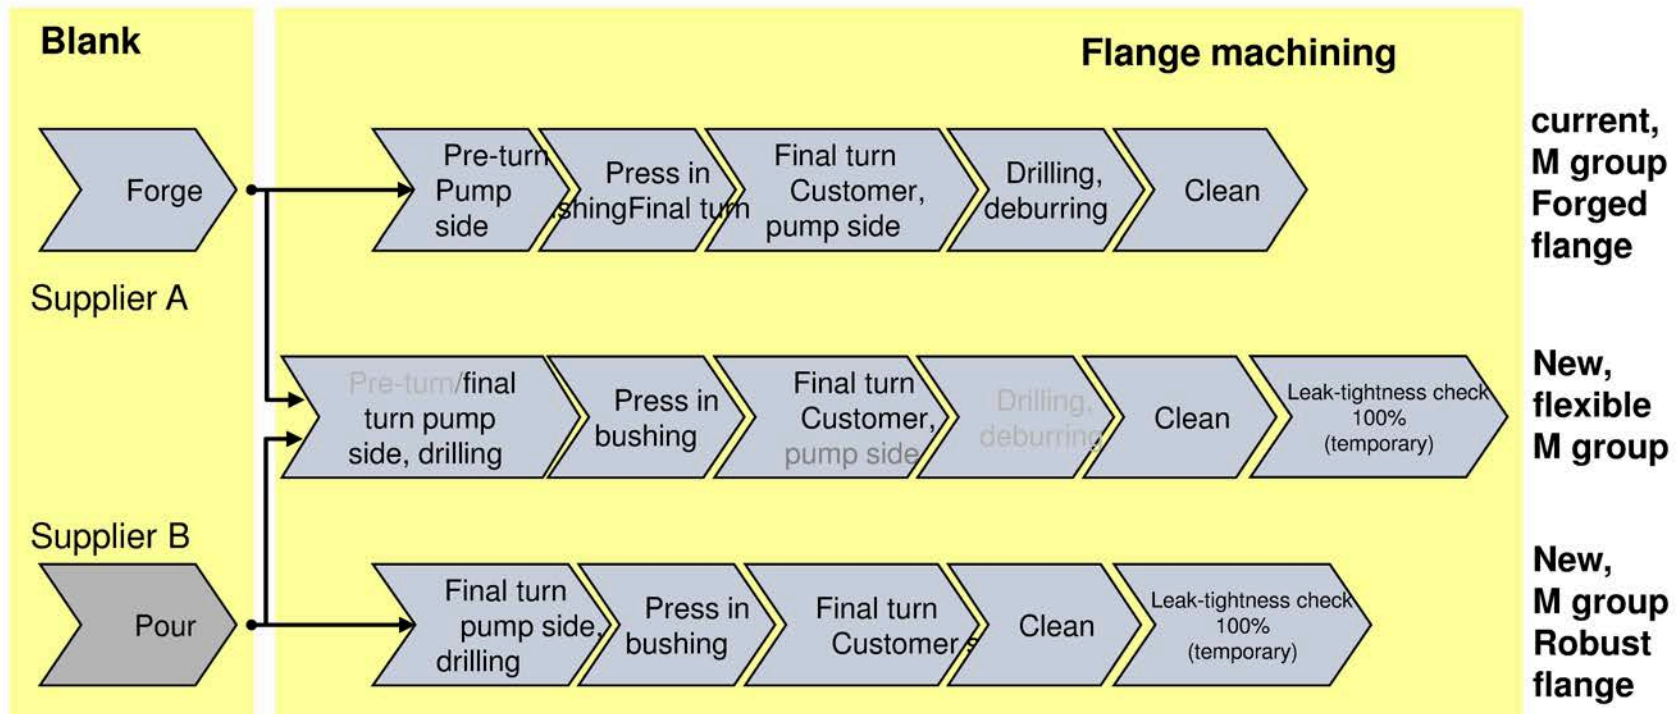 Blank
Flange machining
Forge
Supplier A
Pre-turn
Pump
side
Press in
shingFinal turn
Final turn
Customer,
pump side
Drilling,
deburring
Clean
current,
M group
Forged
flange
Pre-turn/final
turn pump
side, drilling
Press in
bushing
Final turn
Customer,
pump side
Drilling,
deburring
Clean
Leak-tightness check
100%
(temporary)
New,
flexible
M group
Supplier B
Pour
Final turn
pump side,
drilling
Press in
bushing
Final turn
Customer s
Clean
Leak-tightness check
100%
(temporary)
New,
M group
Robust
flange